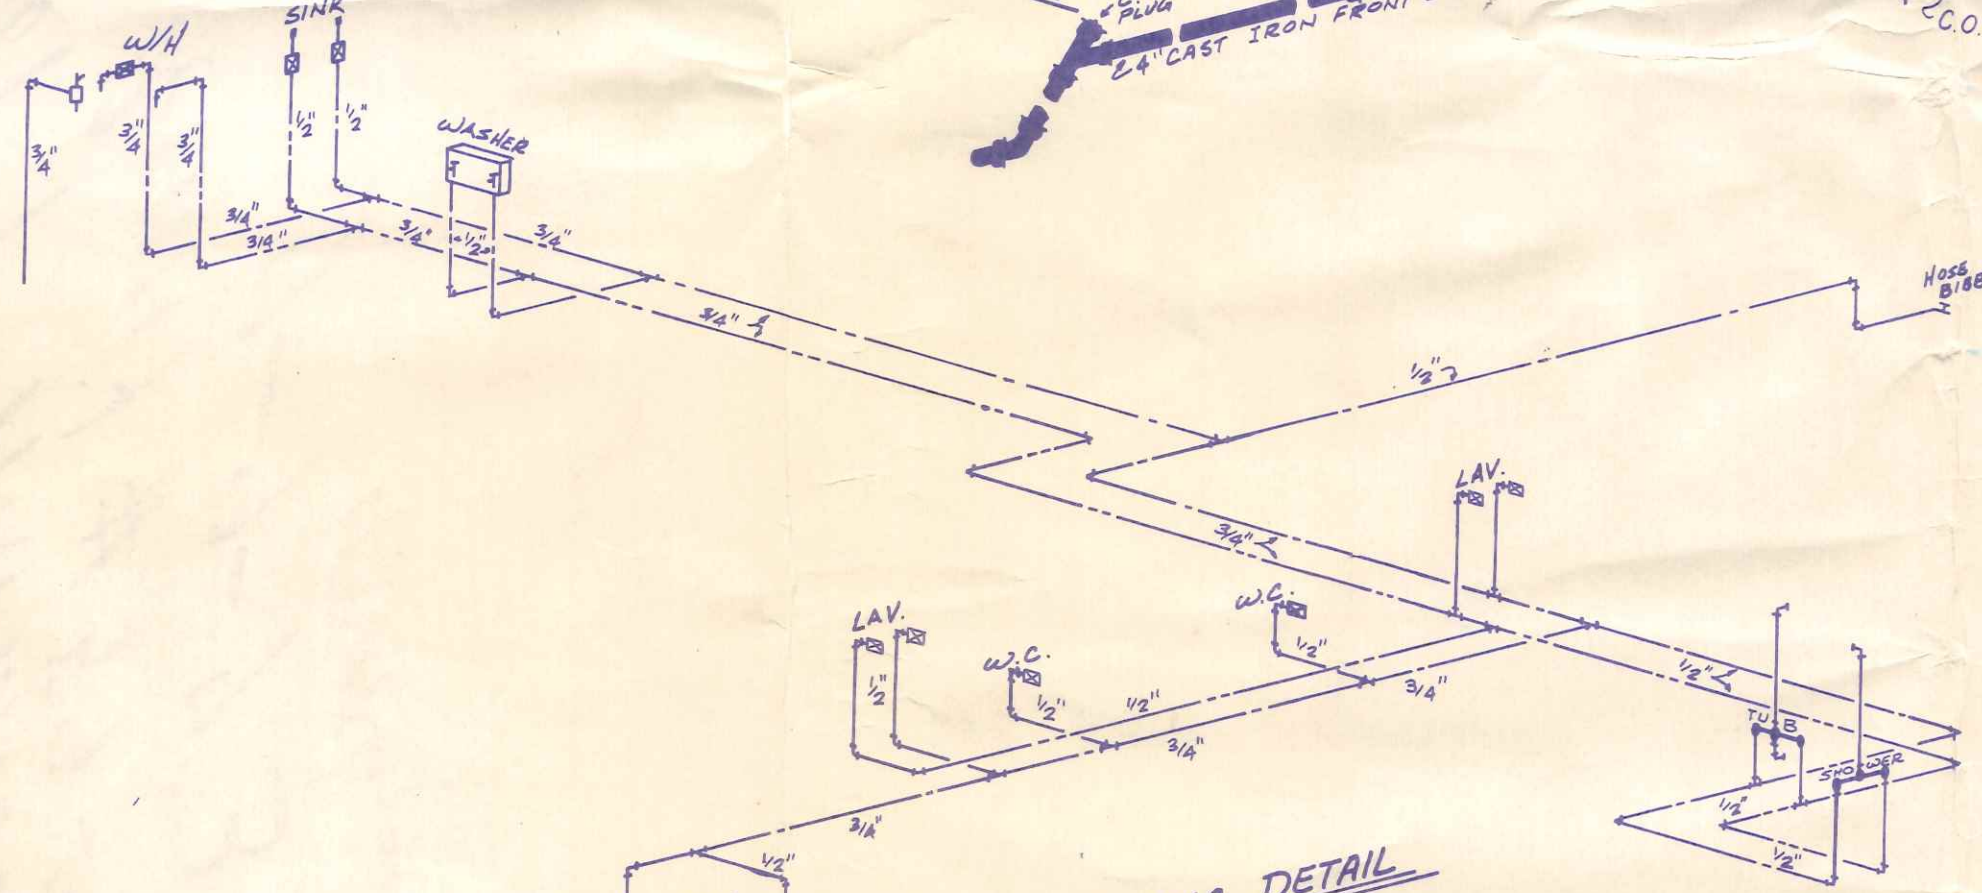 SINK
PLUG
C.O.
W/H
24" CAST IRON FRONT
1/2"
1/2"
WASHER
3/4"
3/4"
3/4"
3/4"
3/4"
3/4"
1/2"
3/4"
HOSE
BIBB
3/4"
1/2"
LAV.
3/4"
W.C.
LAV.
1/2"
W.C.
1/2"
1/2"
1/2"
1/2"
3/4"
TUB
3/4"
SHOWER
1/2"
3/4"
1/2"
1/2"
DETAIL